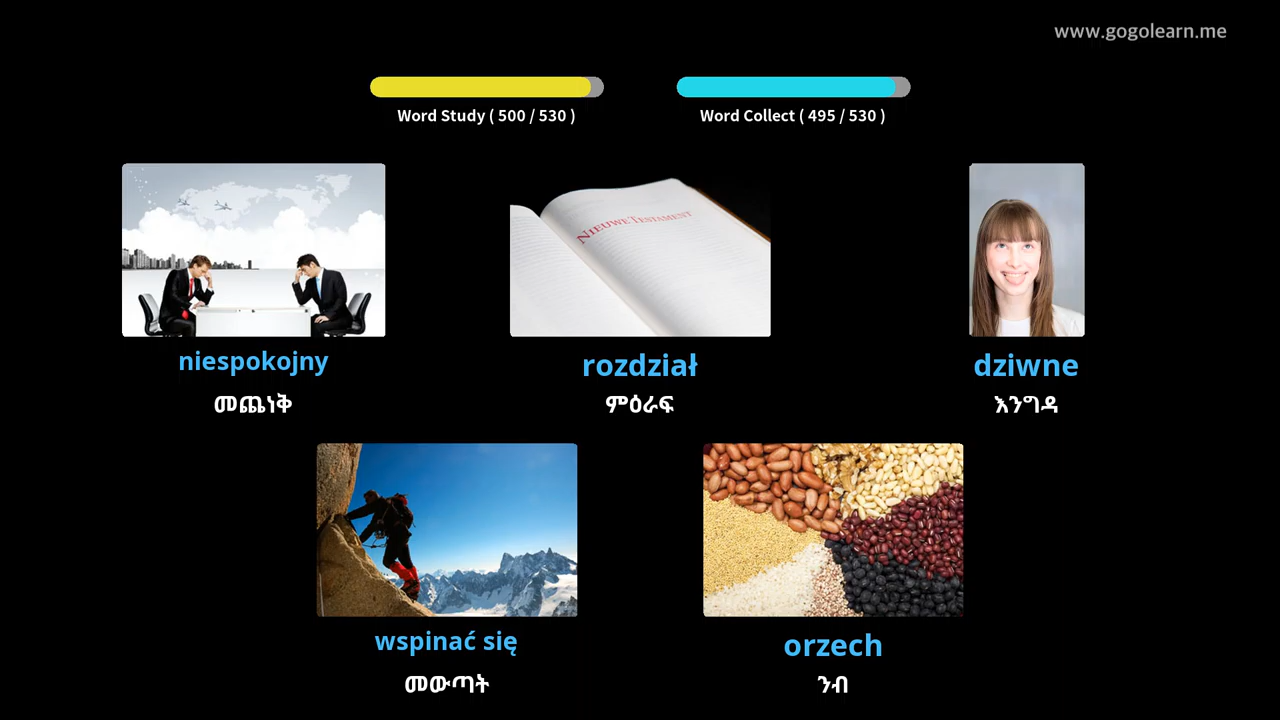 www.gogolearn.me
Word Study ( 500 / 530 )
Word Collect ( 495 / 530 )
NIEUWE TESTAMENT
niespokojny
መጨነቅ
rozdział
ምዕራፍ
dziwne
እንግዳ
wspinać się
መውጣት
orzech
ንብ